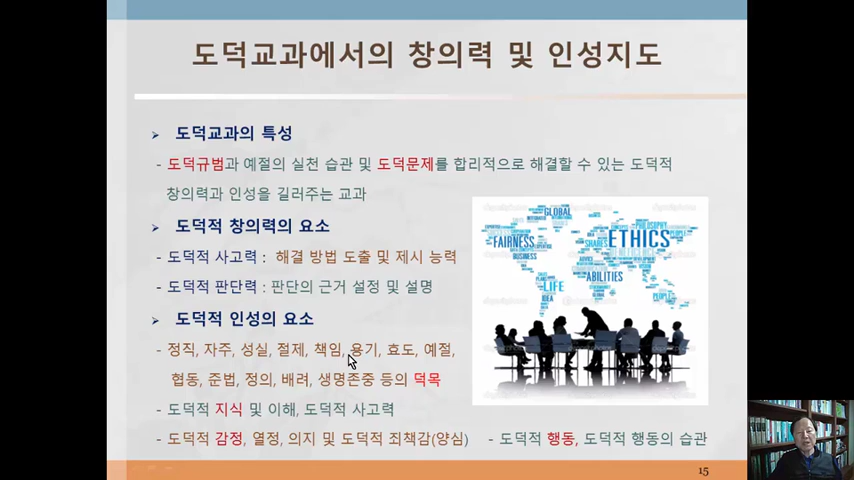 도덕교과에서의 창의력 및 인성지도
➢ 도덕교과의 특성
- 도덕규범과 예절의 실천 습관 및 도덕문제를 합리적으로 해결할 수 있는 도덕적
창의력과 인성을 길러주는 교과
➢ 도덕적 창의력의 요소
- 도덕적 사고력 : 해결 방법 도출 및 제시 능력
- 도덕적 판단력 : 판단의 근거 설정 및 설명
➢ 도덕적 인성의 요소
- 정직, 자주, 성실, 절제, 책임, 용기, 효도, 예절,
협동, 준법, 정의, 배려, 생명존중 등의 덕목
- 도덕적 지식 및 이해, 도덕적 사고력
- 도덕적 감정, 열정, 의지 및 도덕적 죄책감(양심) - 도덕적 행동, 도덕적 행동의 습관
GLOBAL
FAIRNESS
BUSINESS
SHARES
ETHICS
ABILITIES
LIFE
IDEA
PEOPLE
15